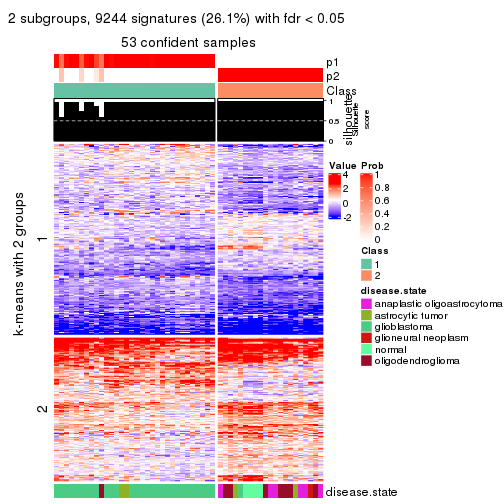 2 subgroups, 9244 signatures (26.1%) with fdr < 0.05
53 confident samples
p1
p2
Class
1
0.5
0
silhouette
Silhouette
score
k-means with 2 groups
1
2
Value
4
2
0
-2
Prob
1
0.8
0.6
0.4
0.2
0
Class
1
2
disease.state
anaplastic oligoastrocytoma
astrocytic tumor
glioblastoma
glioneural neoplasm
normal
oligodendroglioma
disease.state